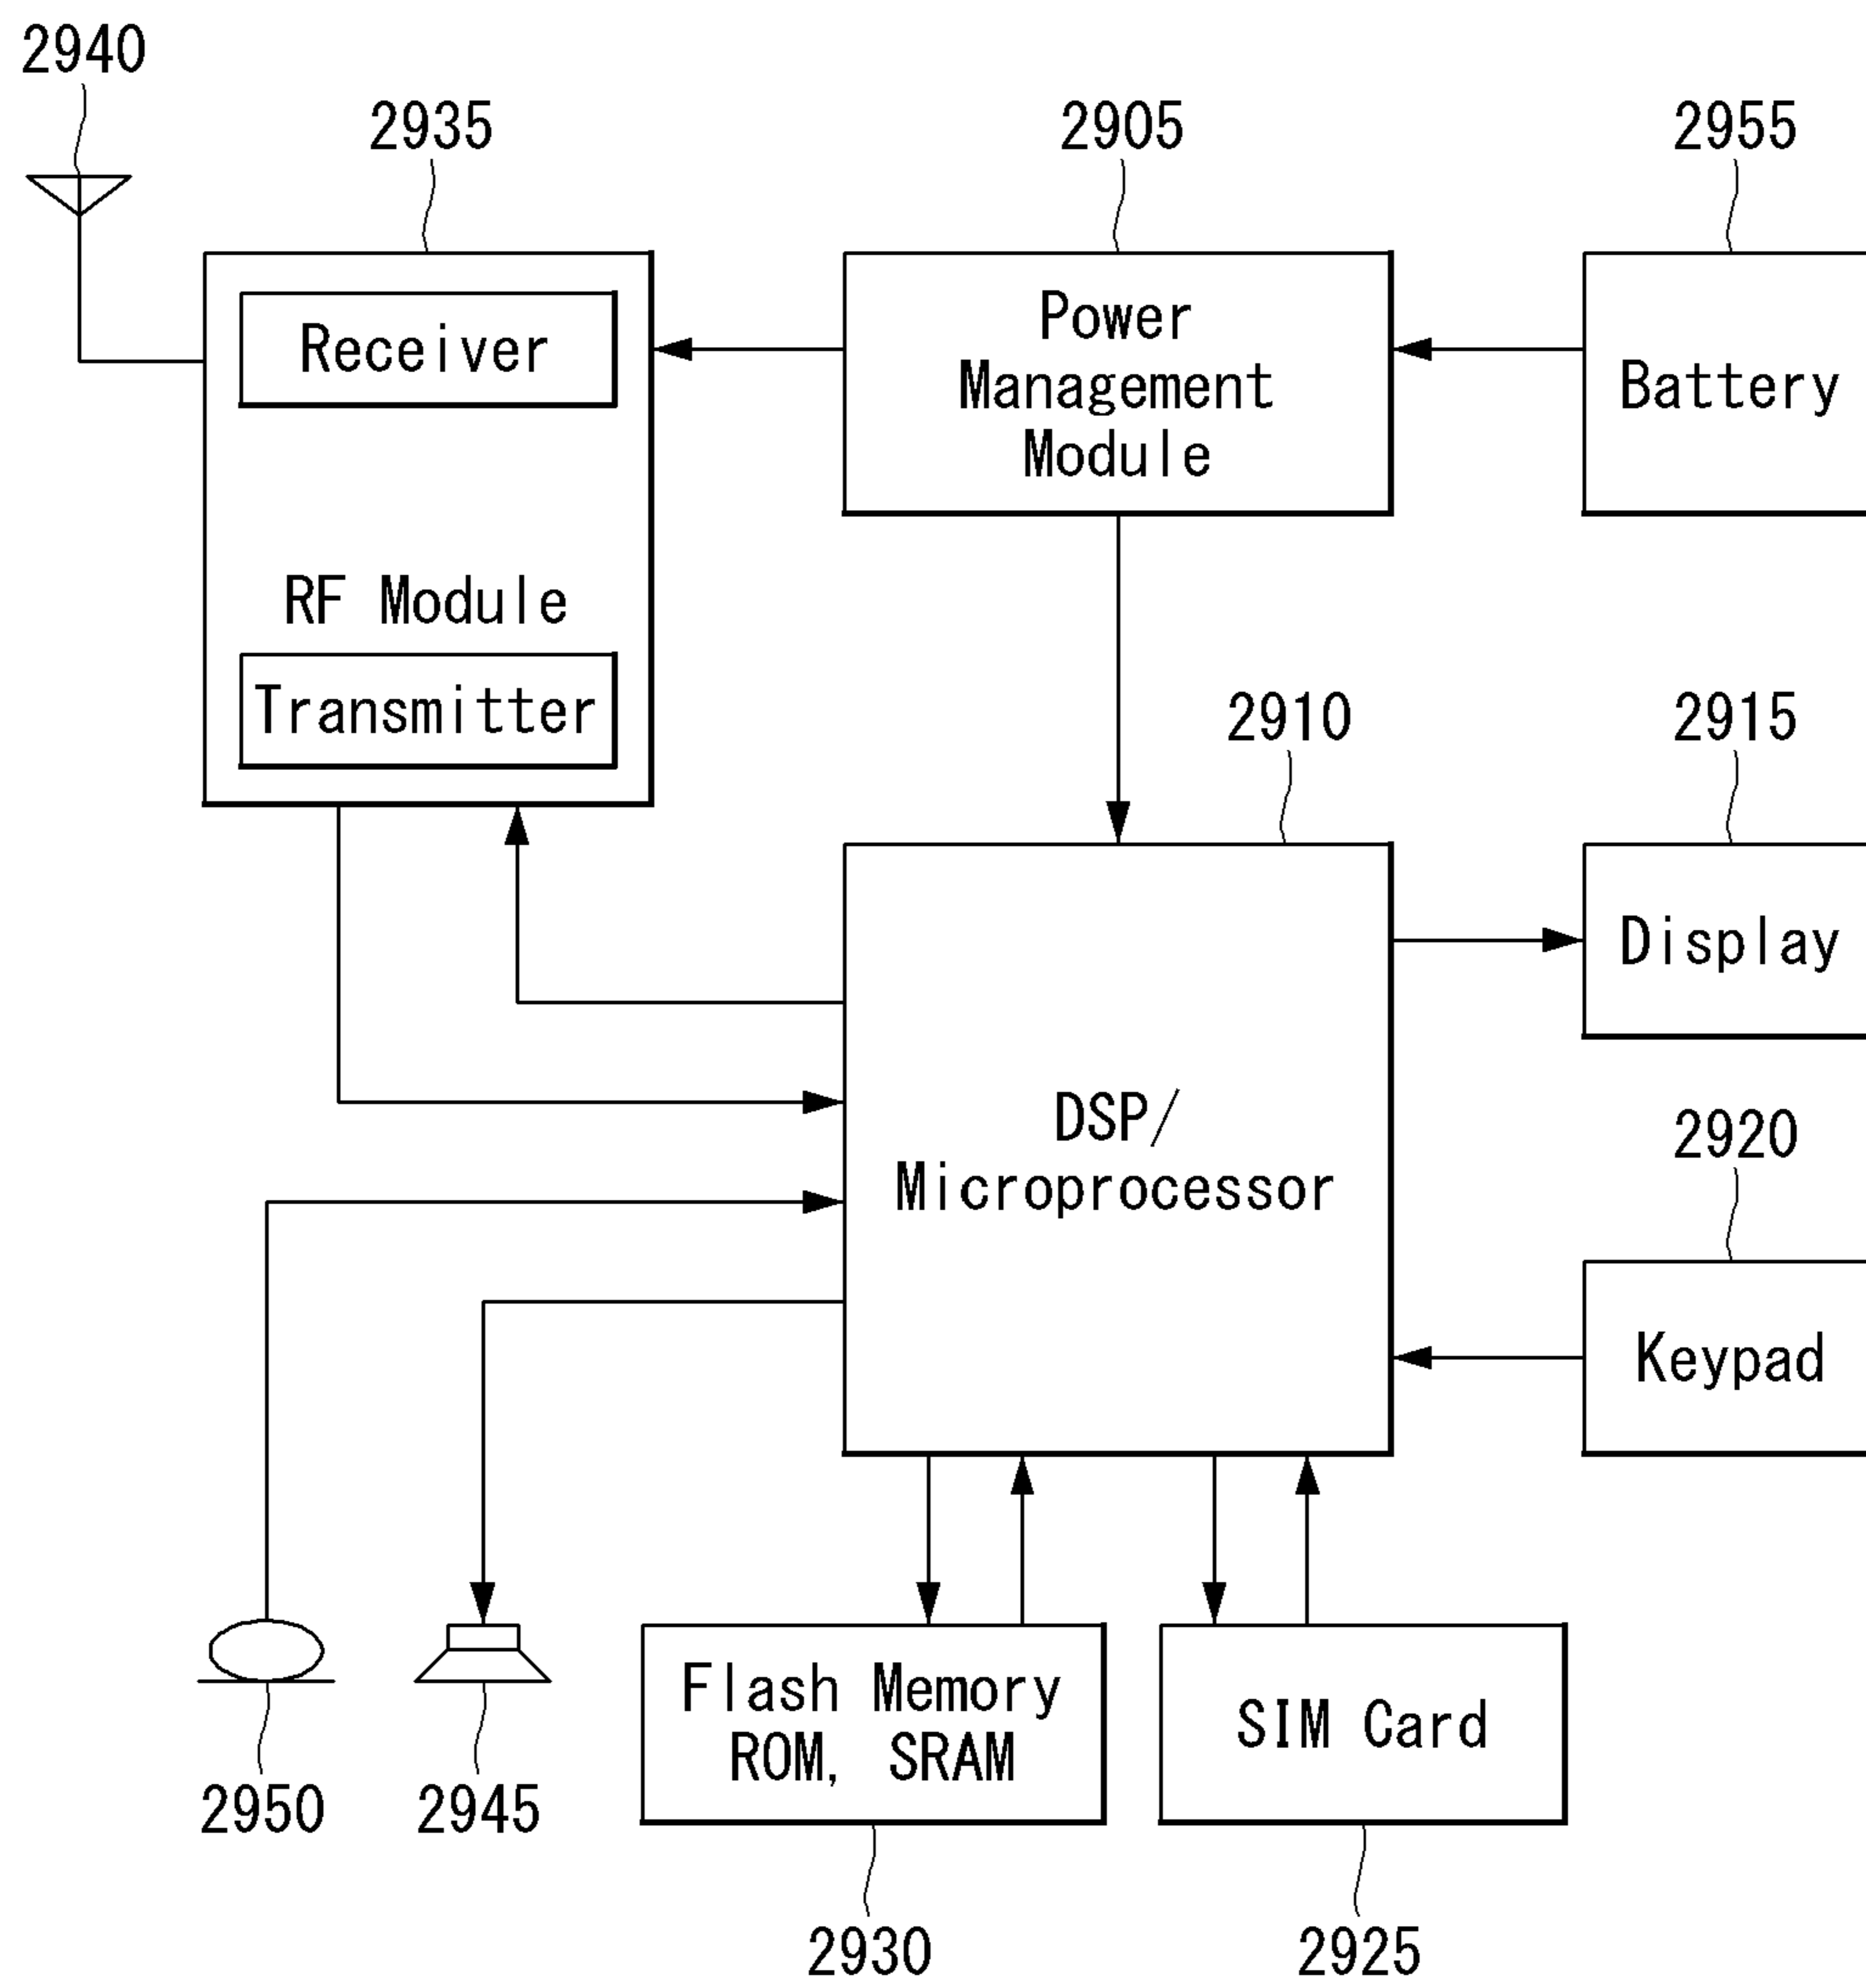 2940
2935
2905
2955
Receiver
Power
Management
Module
Battery
RF Module
Transmitter
2910
2915
Display
DSP/
Microprocessor
2920
Keypad
Flash Memory
ROM, SRAM
SIM Card
2950
2945
2930
2925